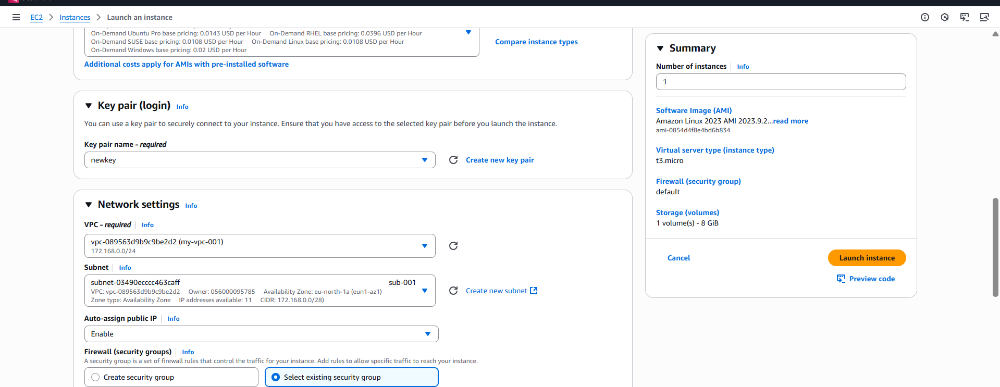 EC2 Instances Launch an instance
On-Demand Ubuntu Pro base pricing: 0.0143 USD per Hour On-Demand RHEL base pricing: 0.0396 USD per Hour
On-Demand SUSE base pricing: 0.0108 USD per Hour On-Demand Linux base pricing: 0.0108 USD per Hour
On-Demand Windows base pricing: 0.02 USD per Hour
Compare instance types
Additional costs apply for AMIs with pre-installed software
Key pair (login) Info
You can use a key pair to securely connect to your instance. Ensure that you have access to the selected key pair before you launch the instance.
Key pair name - required
newkey
Create new key pair
Network settings Info
VPC - required Info
vpc-089563d9b9c9be2d2 (my-vpc-001)
172.168.0.0/24
Subnet Info
subnet-03490ecccc463caff sub-001
VPC: vpc-089563d9b9c9be2d2 Owner: 056000095785 Availability Zone: eu-north-1a (eun1-az1)
Zone type: Availability Zone IP addresses available: 11 CIDR: 172.168.0.0/28)
Create new subnet
Auto-assign public IP Info
Enable
Firewall (security groups) Info
A security group is a set of firewall rules that control the traffic for your instance. Add rules to allow specific traffic to reach your instance.
Create security group
Select existing security group
Summary
Number of instances Info
1
Software Image (AMI)
Amazon Linux 2023 AMI 2023.9.2...read more
ami-0854d4f8e4bd6b834
Virtual server type (instance type)
t3.micro
Firewall (security group)
default
Storage (volumes)
1 volume(s) - 8 GiB
Cancel
Launch instance
Preview code